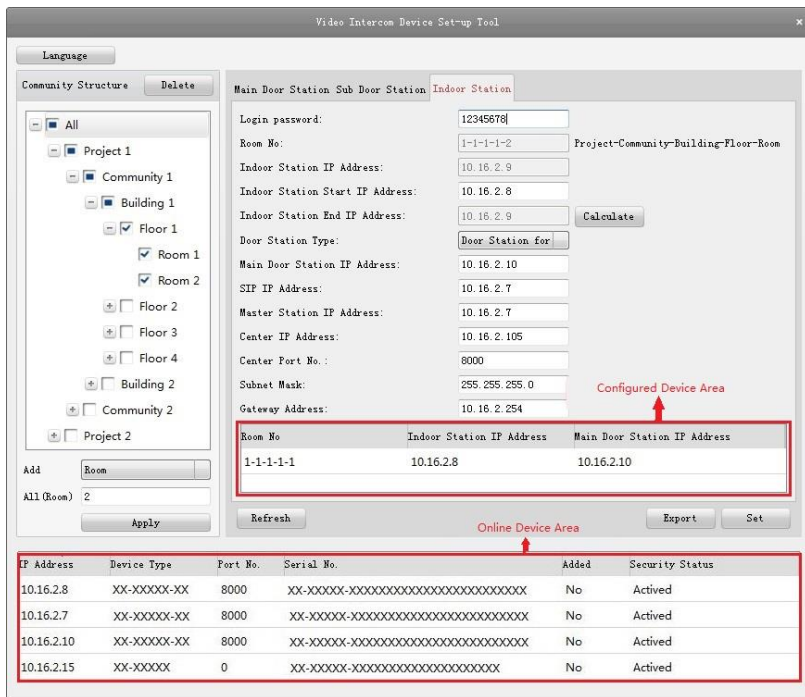 Video Intercom Device Set-up Tool ×
Language
Community Structure Delete
All
Project 1
Community 1
Building 1
Floor 1
Room 1
Room 2
Floor 2
Floor 3
Floor 4
Building 2
Community 2
Project 2
Add Room
All(Room) 2
Apply
Main Door Station Sub Door Station Indoor Station
Login password: 12345678
Room No: 1-1-1-1-2 Project-Community-Building-Floor-Room
Indoor Station IP Address: 10.16.2.9
Indoor Station Start IP Address: 10.16.2.8
Indoor Station End IP Address: 10.16.2.9 Calculate
Door Station Type: Door Station for
Main Door Station IP Address: 10.16.2.10
SIP IP Address: 10.16.2.7
Master Station IP Address: 10.16.2.7
Center IP Address: 10.16.2.105
Center Port No.: 8000
Subnet Mask: 255.255.255.0
Gateway Address: 10.16.2.254
Configured Device Area
Room No Indoor Station IP Address Main Door Station IP Address
1-1-1-1-1 10.16.2.8 10.16.2.10
Refresh Export Set
Online Device Area
IP Address Device Type Port No. Serial No. Added Security Status
10.16.2.8 XX-XXXXX-XX 8000 XX-XXXXX-XXXXXXXXXXXXXXXXXXXXXXXX No Actived
10.16.2.7 XX-XXXXX-XX 8000 XX-XXXXX-XXXXXXXXXXXXXXXXXXXXXXXX No Actived
10.16.2.10 XX-XXXXX-XX 8000 XX-XXXXX-XXXXXXXXXXXXXXXXXXXXXXXX No Actived
10.16.2.15 XX-XXXXX 0 XX-XXXXX-XXXXXXXXXXXXXXXXXXXX No Actived